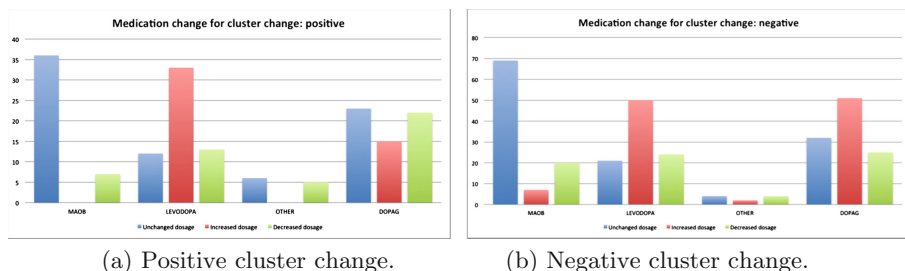 Medication change for cluster change: positive
40
35
30
25
20
15
10
5
0
MAOB LEVODOPA OTHER DOPAG
Unchanged dosage Increased dosage Decreased dosage
(a) Positive cluster change.
Medication change for cluster change: negative
80
70
60
50
40
30
20
10
0
MAOB LEVODOPA OTHER DOPAG
Unchanged dosage Increased dosage Decreased dosage
(b) Negative cluster change.